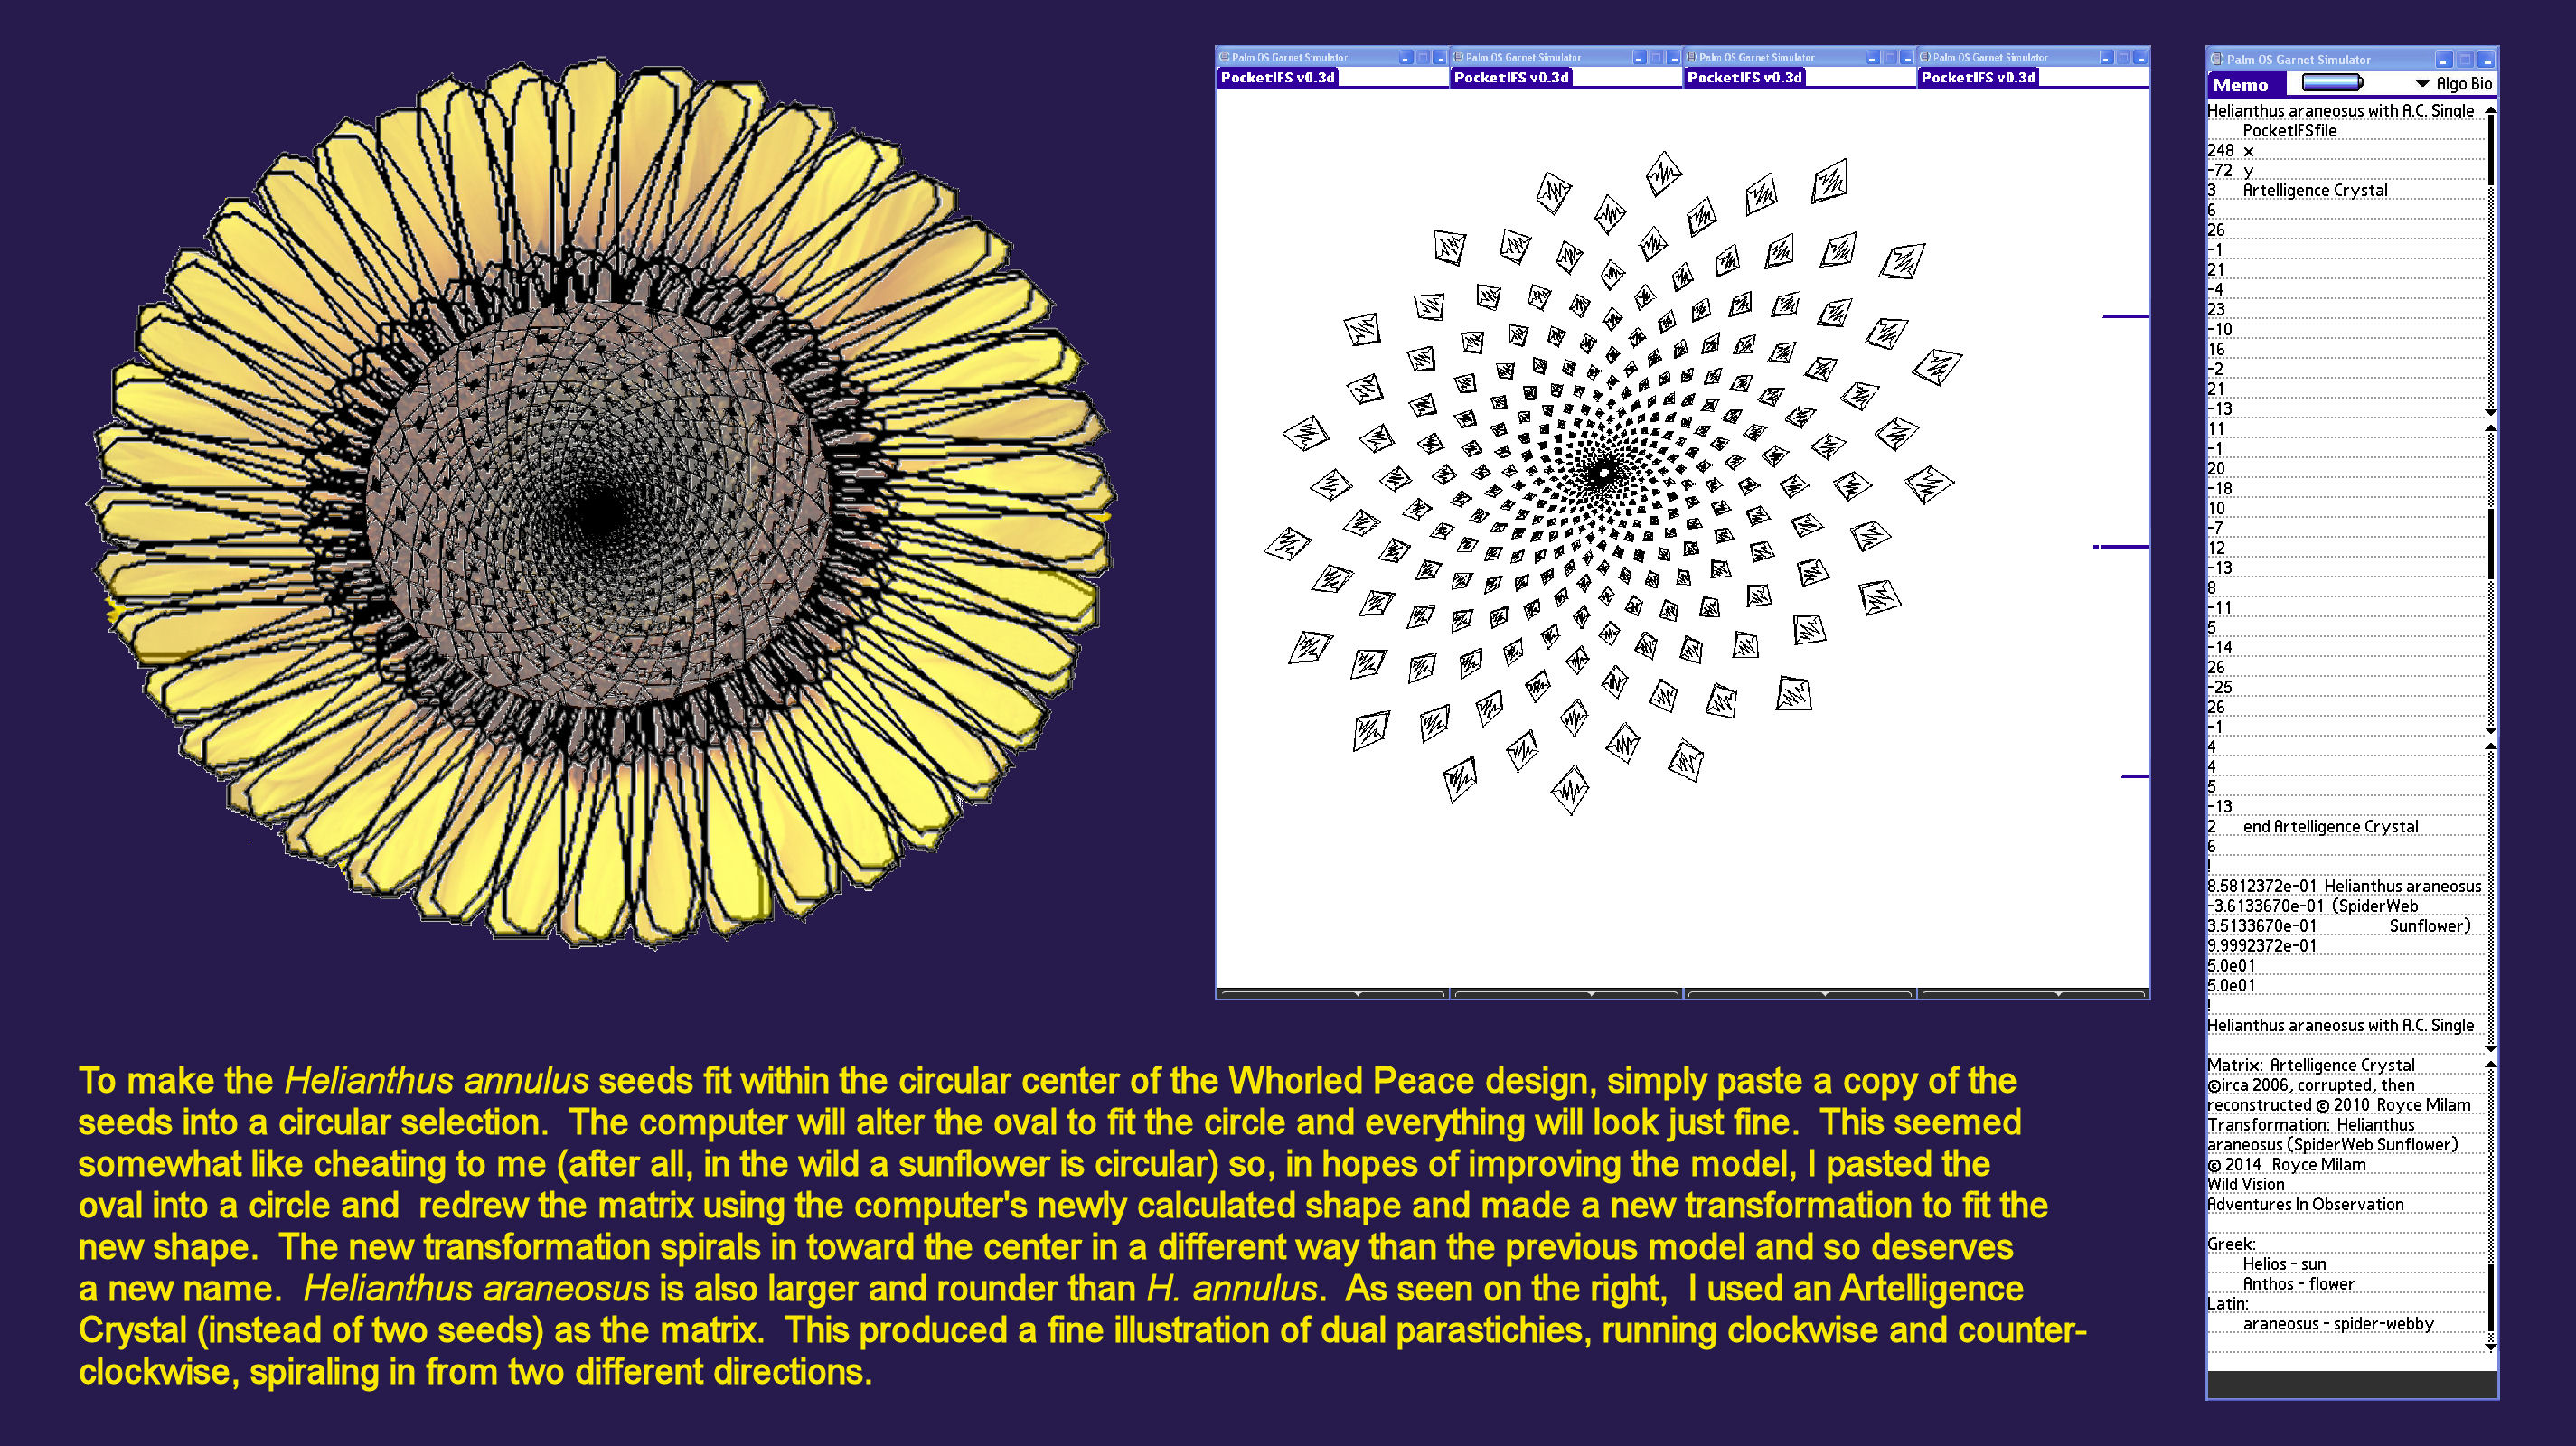 Palm OS Garnet Simulator
Palm OS Garnet Simulator
Palm OS Garnet Simulator
Palm OS Garnet Simulator
PocketIFS v0.3d
PocketIFS v0.3d
PocketIFS v0.3d
PocketIFS v0.3d
To make the Helianthus annulus seeds fit within the circular center of the Whorled Peace design, simply paste a copy of the
seeds into a circular selection.  The computer will alter the oval to fit the circle and everything will look just fine.  This seemed
somewhat like cheating to me (after all, in the wild a sunflower is circular) so, in hopes of improving the model, I pasted the
oval into a circle and  redrew the matrix using the computer's newly calculated shape and made a new transformation to fit the
new shape.  The new transformation spirals in toward the center in a different way than the previous model and so deserves
a new name.  Helianthus araneosus is also larger and rounder than H. annulus.  As seen on the right,  I used an Artelligence
Crystal (instead of two seeds) as the matrix.  This produced a fine illustration of dual parastichies, running clockwise and counter-
clockwise, spiraling in from two different directions.
Palm OS Garnet Simulator
Memo
Algo Bio
Helianthus araneosus with A.C. Single
PocketIFSfile
248 x
-72 y
3 Artelligence Crystal
6
26
-1
21
-4
23
-10
16
-2
21
-13
11
-1
20
-18
10
-7
12
-13
8
-11
5
-14
26
-25
26
-1
4
4
5
-13
2 end Artelligence Crystal
6
!
8.5812372e-01 Helianthus araneosus
-3.6133670e-01 (SpiderWeb
3.5133670e-01 Sunflower)
9.9992372e-01
5.0e01
5.0e01
!
Helianthus araneosus with A.C. Single
Matrix: Artelligence Crystal
©irca 2006, corrupted, then
reconstructed © 2010 Royce Milam
Transformation: Helianthus
araneosus (SpiderWeb Sunflower)
© 2014 Royce Milam
Wild Vision
Adventures In Observation
Greek:
Helios - sun
Anthos - flower
Latin:
araneosus - spider-webby